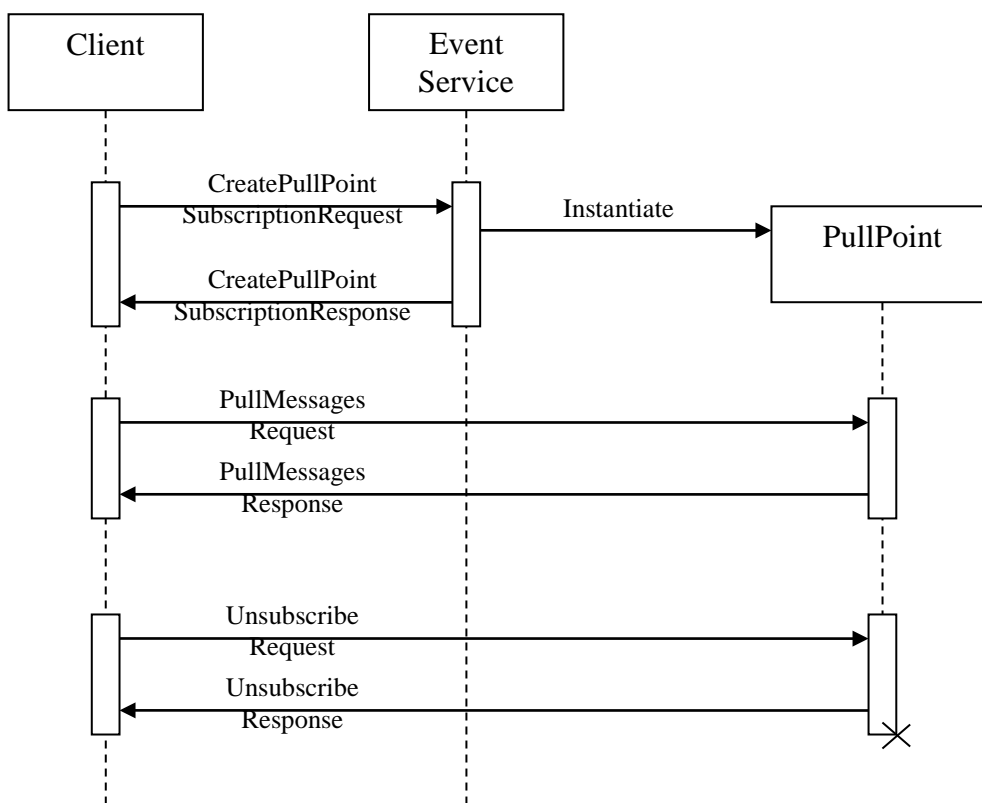 Client
Event
Service
CreatePullPoint
SubscriptionRequest
Instantiate
PullPoint
CreatePullPoint
SubscriptionResponse
PullMessages
Request
PullMessages
Response
Unsubscribe
Request
Unsubscribe
Response